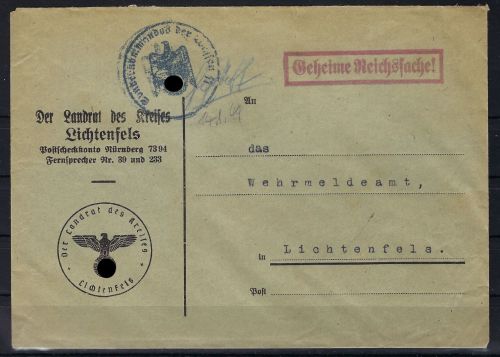 Geheime Reichssache!
Der Landrat des Kreises
Lichtenfels
Postscheckkonto Nürnberg 7394
Fernsprecher Nr. 39 und 233
An
das
Wehrmeldeamt,
in Lichtenfels.
Post
Der Landrat des Kreises
Lichtenfels